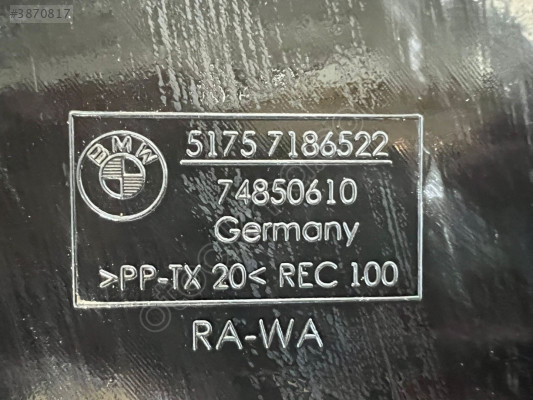 #3870817
BMW
5175 7186522
74850610
Germany
>PP-TX 20< REC 100
RA-WA